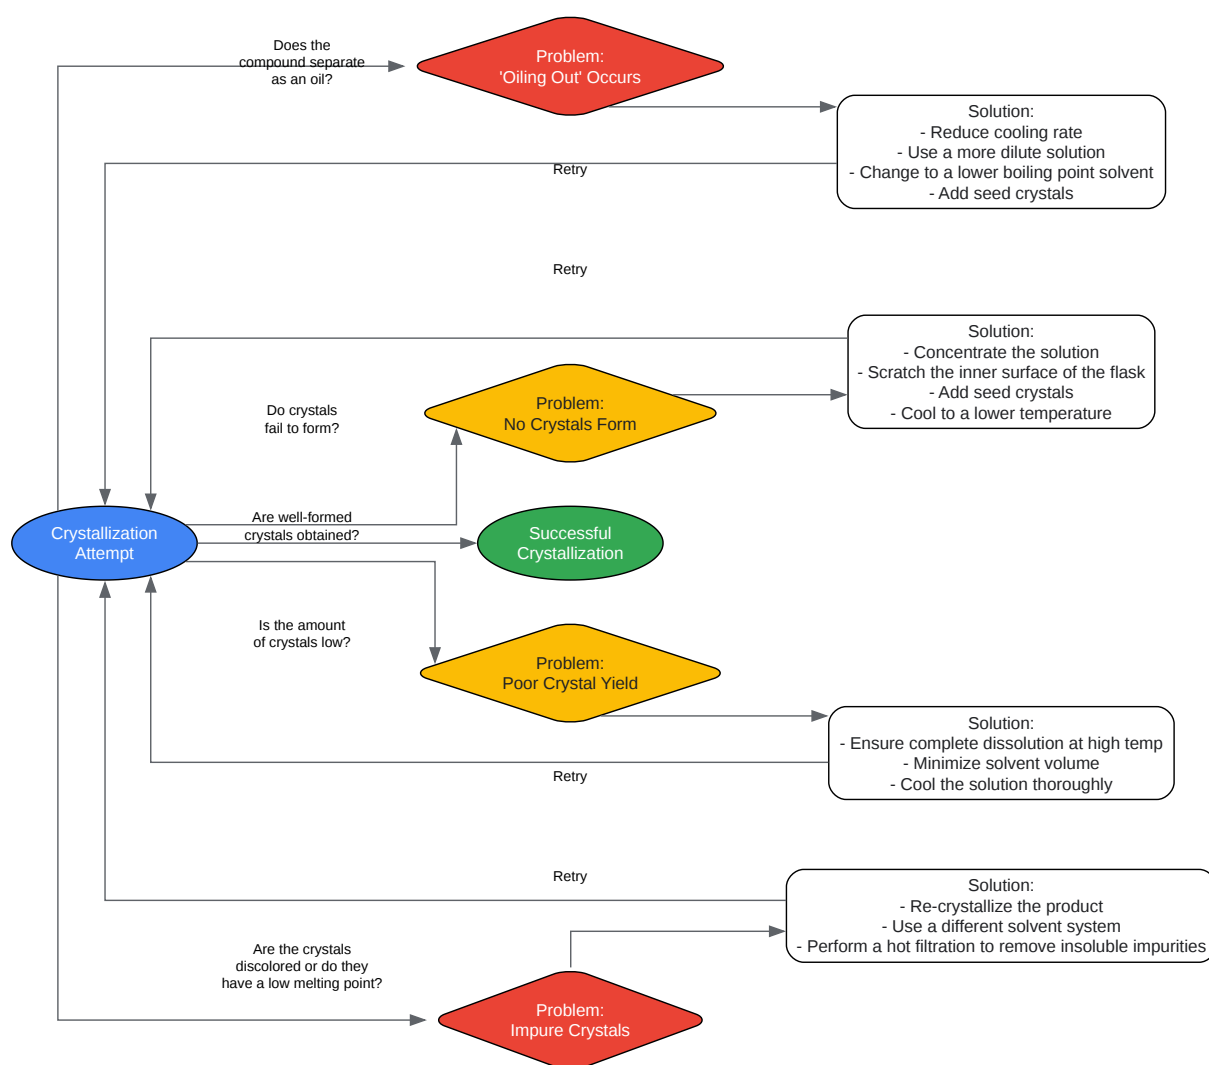 Does the
compound separate
as an oil?
Problem:
'Oiling Out' Occurs
Solution:
- Reduce cooling rate
- Use a more dilute solution
- Change to a lower boiling point solvent
- Add seed crystals
Retry
Retry
Solution:
- Concentrate the solution
- Scratch the inner surface of the flask
- Add seed crystals
- Cool to a lower temperature
Do crystals
fail to form?
Problem:
No Crystals Form
Crystallization
Attempt
Are well-formed
crystals obtained?
Successful
Crystallization
Is the amount
of crystals low?
Problem:
Poor Crystal Yield
Solution:
- Ensure complete dissolution at high temp
- Minimize solvent volume
- Cool the solution thoroughly
Retry
Retry
Solution:
- Re-crystallize the product
- Use a different solvent system
- Perform a hot filtration to remove insoluble impurities
Are the crystals
discolored or do they
have a low melting point?
Problem:
Impure Crystals